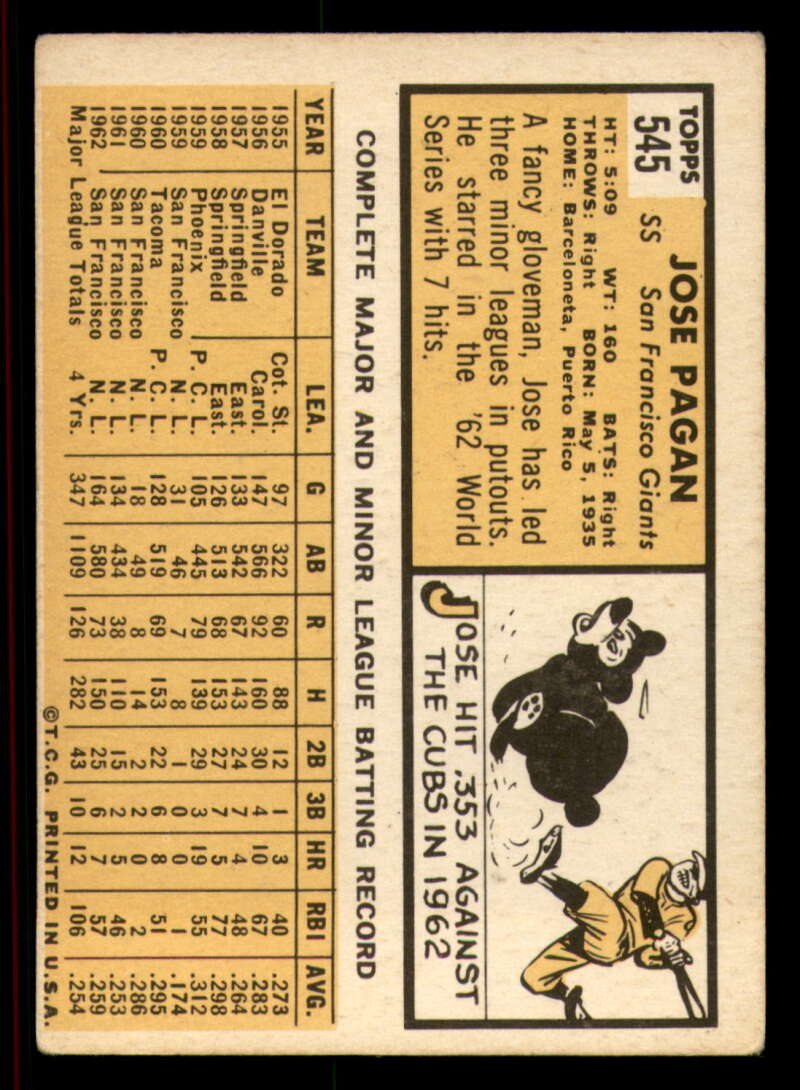 TOPPS
545
JOSE PAGAN
SS San Francisco Giants
HT: 5:09 WT: 160 BATS: Right
THROWS: Right BORN: May 5, 1935
HOME: Barceloneta, Puerto Rico
A fancy gloveman, Jose has led
three minor leagues in putouts.
He starred in the '62 World
Series with 7 hits.
JOSE HIT .353 AGAINST
THE CUBS IN 1962
COMPLETE MAJOR AND MINOR LEAGUE BATTING RECORD
YEAR TEAM LEA. G AB R H 2B 3B HR RBI AVG.
1955 El Dorado Cot. St. 97 322 60 88 12 1 3 40 .273
1956 Danville Carol. 147 566 92 160 30 4 10 67 .283
1957 Springfield East. 133 542 67 143 24 7 4 48 .264
1958 Springfield East. 126 513 68 153 27 7 5 77 .298
1959 Phoenix P. C. L. 105 445 79 139 29 3 19 55 .312
1959 San Francisco N. L. 31 46 7 8 1 0 0 1 .174
1960 Tacoma P. C. L. 128 519 69 153 22 6 8 51 .295
1960 San Francisco N. L. 18 49 8 14 2 2 0 2 .286
1961 San Francisco N. L. 134 434 38 110 15 2 5 46 .253
1962 San Francisco N. L. 164 580 73 150 25 6 7 57 .259
Major League Totals 4 Yrs. 347 1109 126 282 43 10 12 106 .254
©T.C.G. PRINTED IN U.S.A.